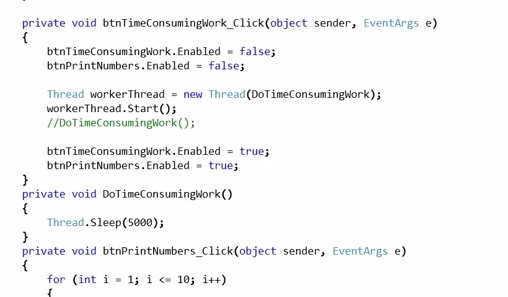 private void btnTimeConsumingWork_Click(object sender, EventArgs e)
{
    btnTimeConsumingWork.Enabled = false;
    btnPrintNumbers.Enabled = false;
    Thread workerThread = new Thread(DoTimeConsumingWork);
    workerThread.Start();
    //DoTimeConsumingWork();
    btnTimeConsumingWork.Enabled = true;
    btnPrintNumbers.Enabled = true;
}
private void DoTimeConsumingWork()
{
    Thread.Sleep(5000);
}
private void btnPrintNumbers_Click(object sender, EventArgs e)
{
    for (int i = 1; i <= 10; i++)
    {